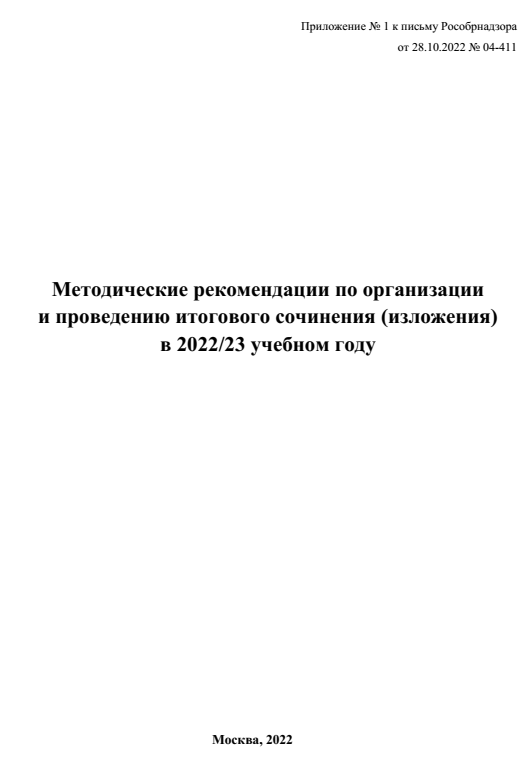 Приложение № 1 к письму Рособрнадзора
от 28.10.2022 № 04-411
Методические рекомендации по организации
и проведению итогового сочинения (изложения)
в 2022/23 учебном году
Москва, 2022